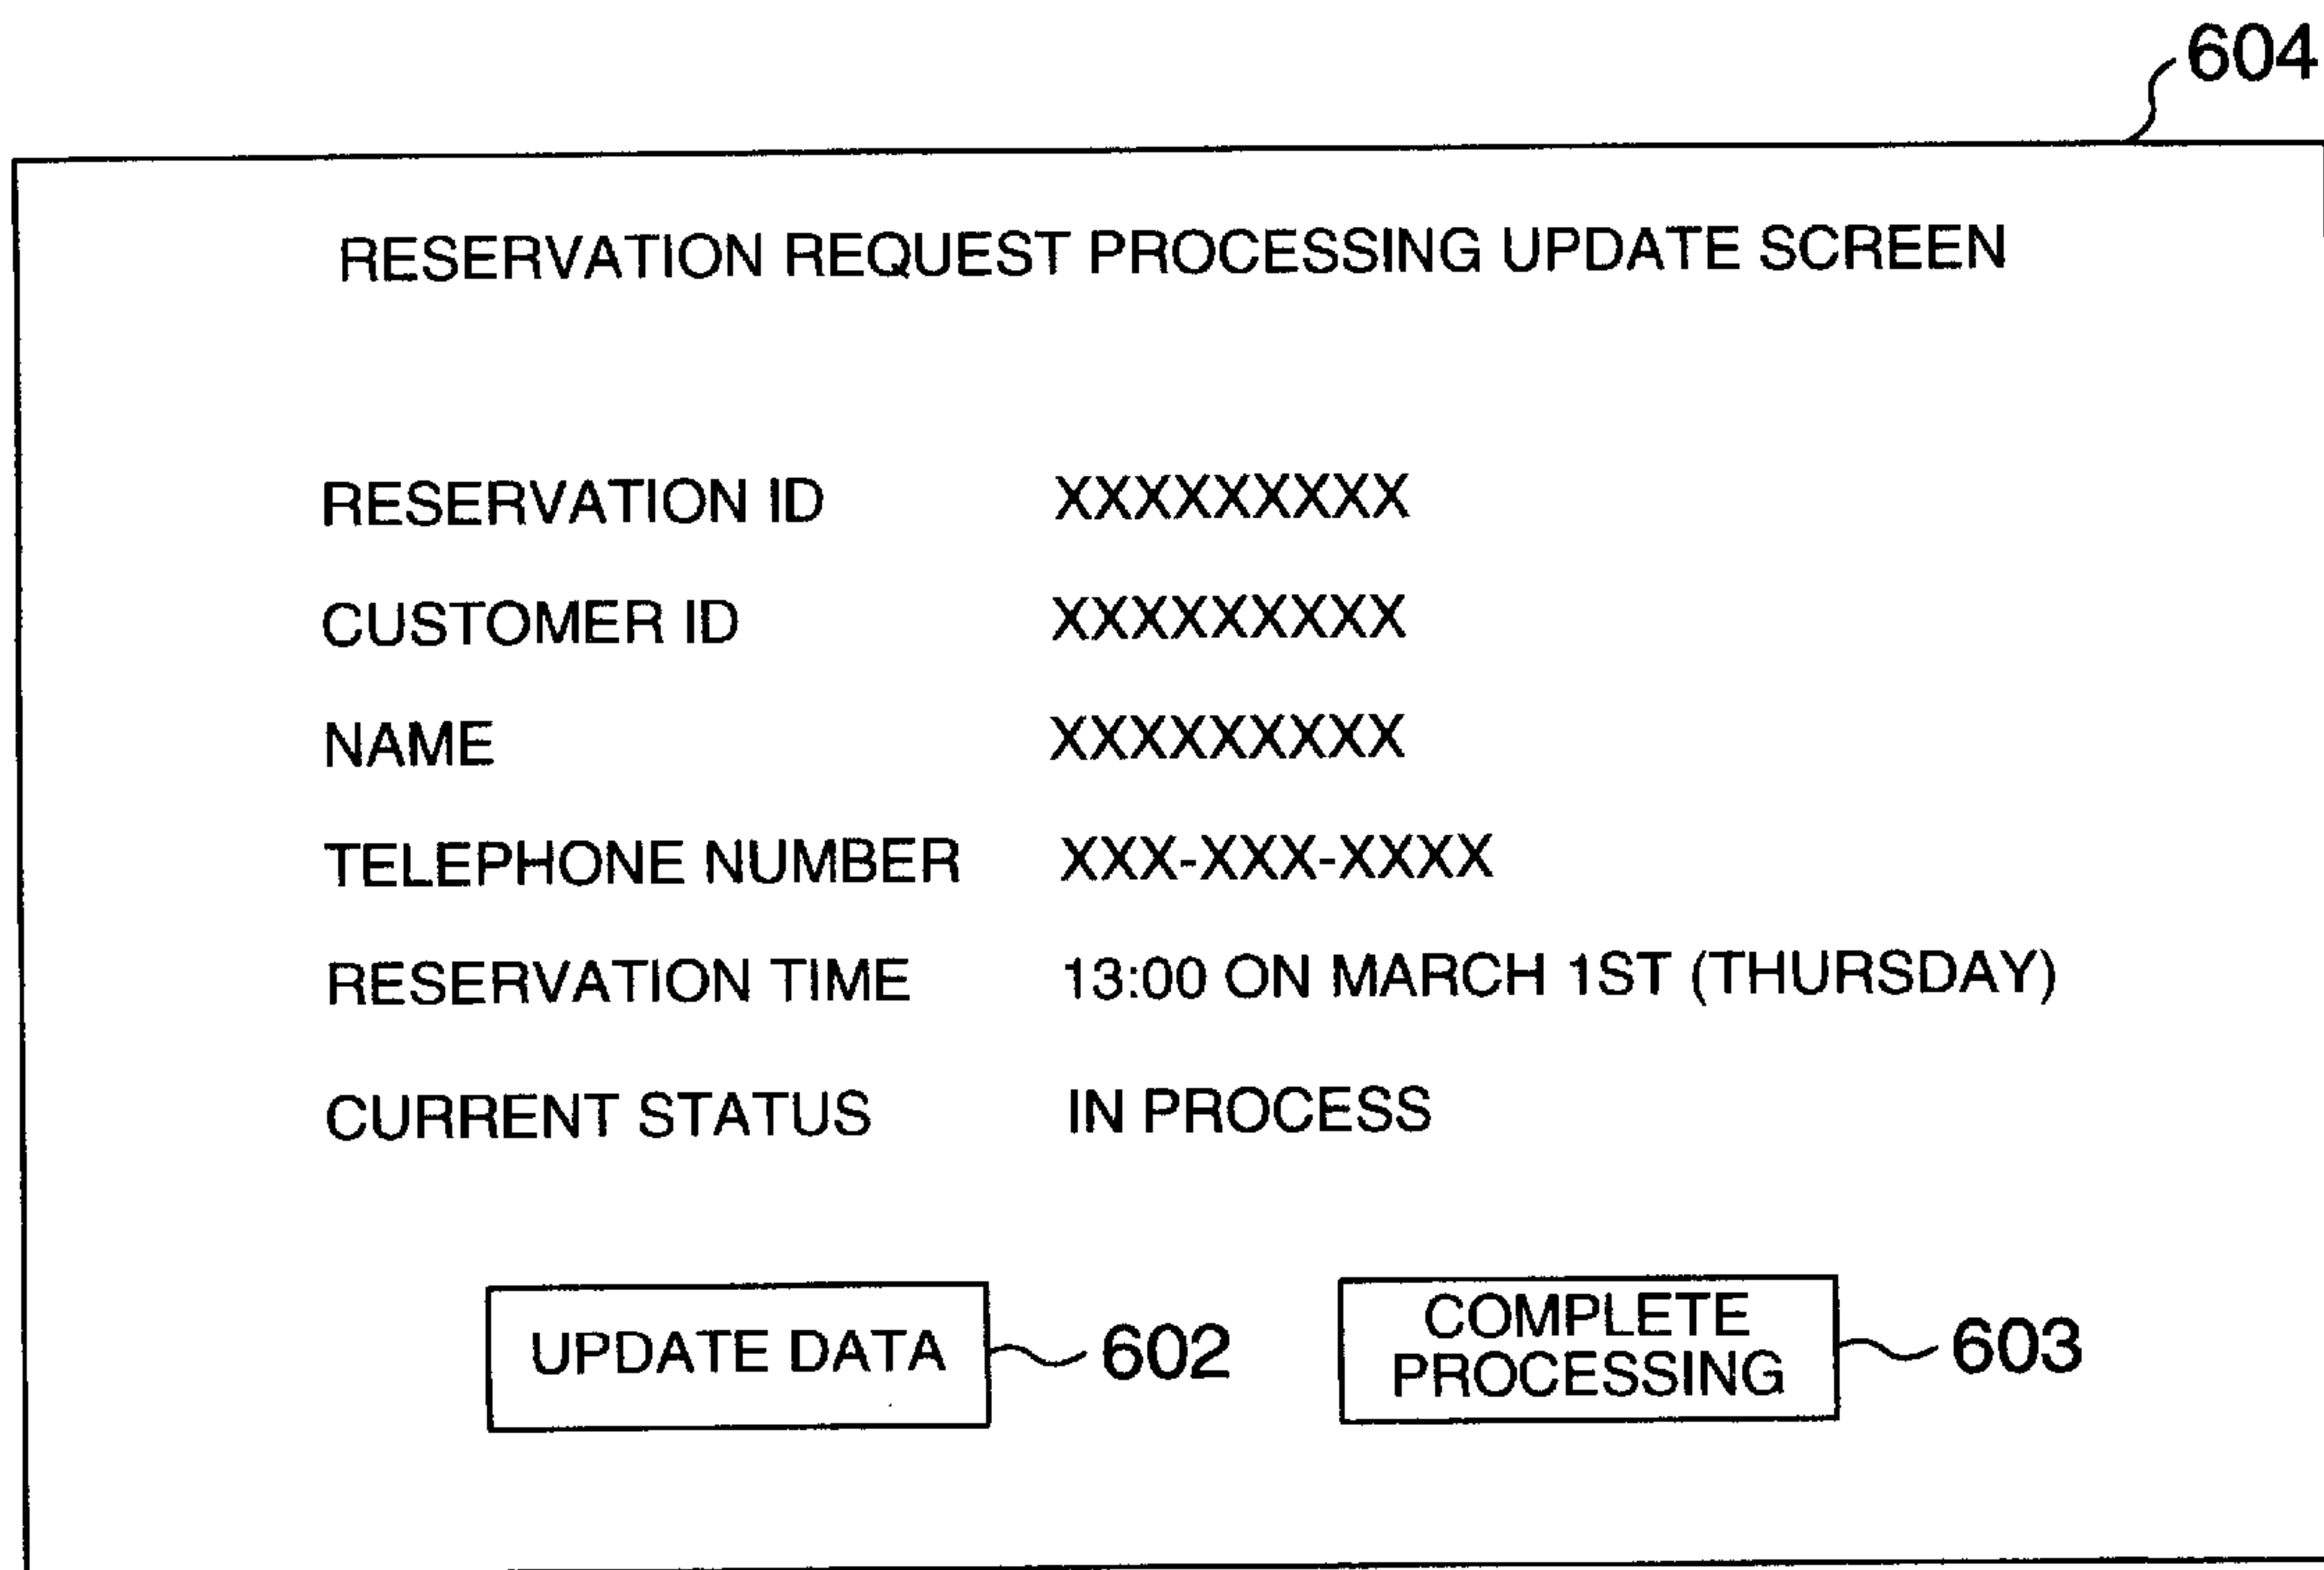 604
RESERVATION REQUEST PROCESSING UPDATE SCREEN
RESERVATION ID XXXXXXXXX
CUSTOMER ID XXXXXXXXX
NAME XXXXXXXXX
TELEPHONE NUMBER XXX-XXX-XXXX
RESERVATION TIME 13:00 ON MARCH 1ST (THURSDAY)
CURRENT STATUS IN PROCESS
UPDATE DATA 602
COMPLETE
PROCESSING 603